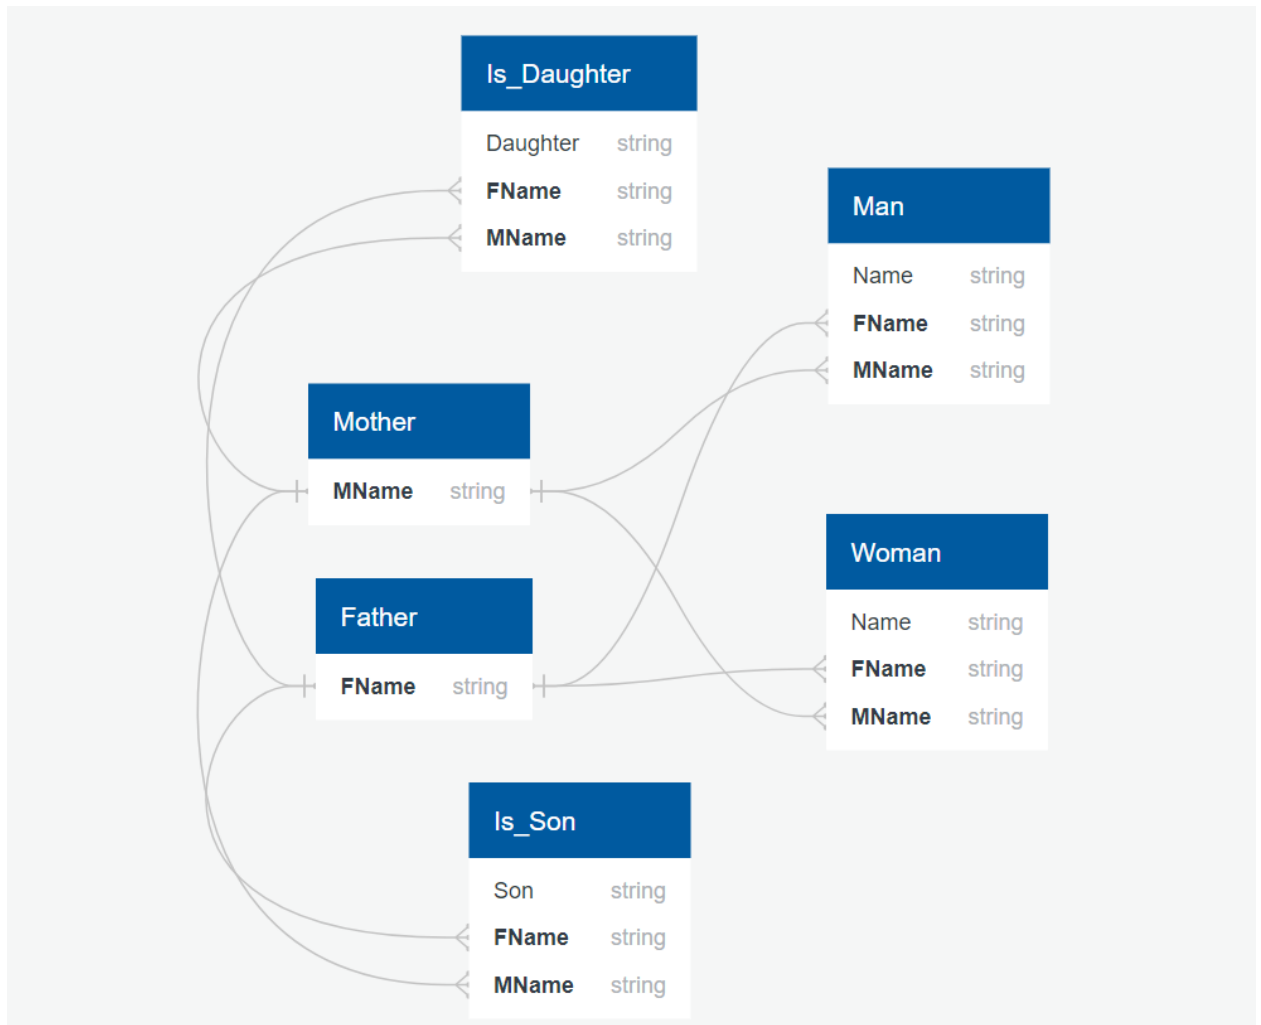 Is_Daughter
Daughter string
FName string
MName string
Man
Name string
FName string
MName string
Mother
MName string
Woman
Name string
FName string
MName string
Father
FName string
Is_Son
Son string
FName string
MName string